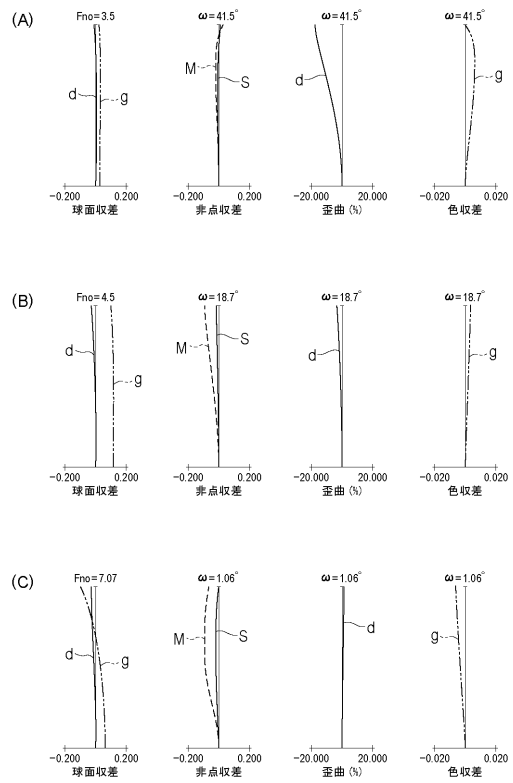 (A)
Fno=3.5
ω=41.5°
ω=41.5°
ω=41.5°
d
g
M
S
d
g
-0.200 0.200
-0.200 0.200
-20.000 20.000
-0.020 0.020
球面収差
非点収差
歪曲(%)
色収差
(B)
Fno=4.5
ω=18.7°
ω=18.7°
ω=18.7°
d
g
M
S
d
g
-0.200 0.200
-0.200 0.200
-20.000 20.000
-0.020 0.020
球面収差
非点収差
歪曲(%)
色収差
(C)
Fno=7.07
ω=1.06°
ω=1.06°
ω=1.06°
d
g
M
S
d
g
-0.200 0.200
-0.200 0.200
-20.000 20.000
-0.020 0.020
球面収差
非点収差
歪曲(%)
色収差